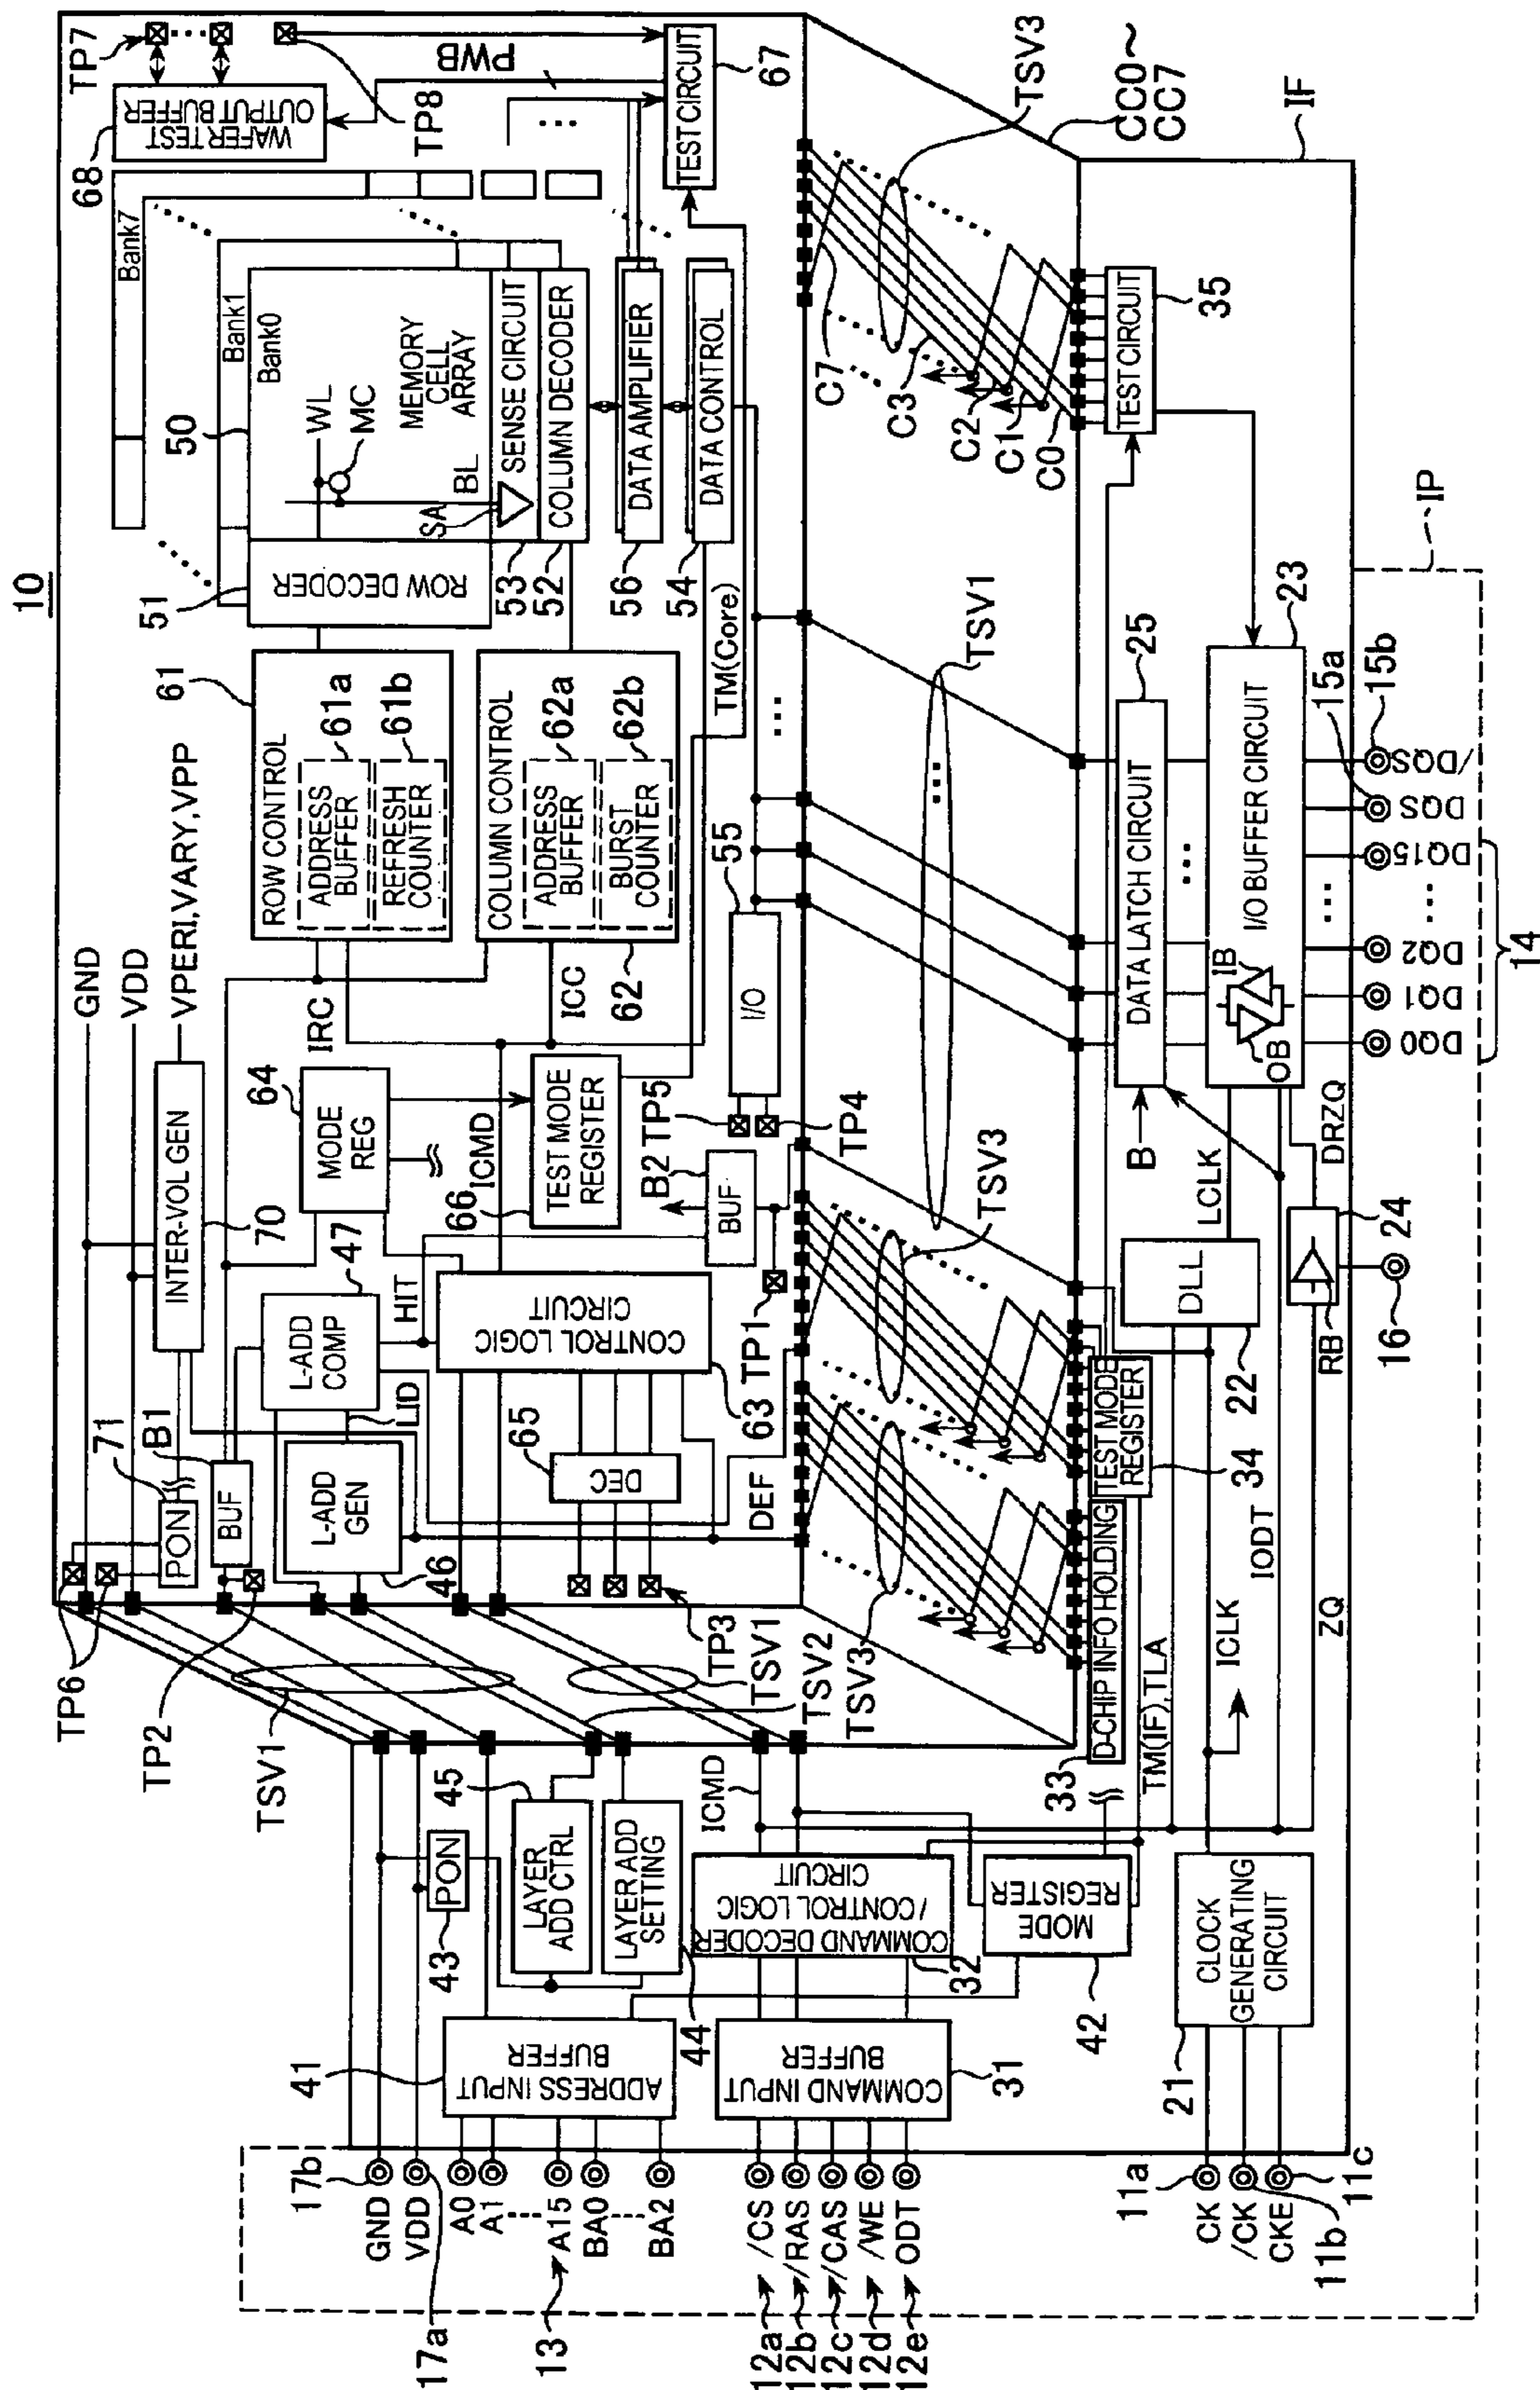 10
TP7
68
WAFER TEST
OUTPUT BUFFER
TP8
PWB
TEST CIRCUIT
67
Bank7
Bank1
Bank0
50
WL
MC
MEMORY
CELL
ARRAY
BL
SA
SENSE CIRCUIT
COLUMN DECODER
51
ROW DECODER
53
52
DATA AMPLIFIER
56
DATA CONTROL
54
TM(Core)
61
ROW CONTROL
ADDRESS
BUFFER
61a
REFRESH
COUNTER
61b
COLUMN CONTROL
ADDRESS
BUFFER
62a
BURST
COUNTER
62b
62
55
I/O
TP5
TP4
GND
VDD
VPERI,VARY,VPP
INTER-VOL GEN
70
IRC
ICC
64
MODE
REG
ICMD
66
TEST MODE
REGISTER
B2
BUF
TP1
47
L-ADD
COMP
HIT
LID
CONTROL LOGIC
CIRCUIT
63
65
DEC
DEF
71
PON
B1
BUF
L-ADD
GEN
46
TP6
TP2
TP3
TSV1
TSV1
TSV2
TSV3
TSV3
TSV1
TSV3
CC0~
CC7
IF
IP
C7
C3
C2
C1
C0
TEST CIRCUIT
35
25
DATA LATCH CIRCUIT
B
23
I/O BUFFER CIRCUIT
IB
OB
15a
15b
/DQS
DQS
DQ15
DQ2
DQ1
DQ0
14
LCLK
DRZQ
DLL
22
24
RB
16
TEST MODE
REGISTER
34
D-CHIP INFO HOLDING
33
TM(IF),TLA
ICLK
IODT
ZQ
ICMD
45
LAYER
ADD CTRL
LAYER ADD
SETTING
44
PON
43
COMMAND DECODER
/CONTROL LOGIC
CIRCUIT
32
MODE
REGISTER
42
CLOCK
GENERATING
CIRCUIT
21
41
ADDRESS INPUT
BUFFER
COMMAND INPUT
BUFFER
31
17b
GND
VDD
17a
A0
A1
A15
13
BA0
BA2
12a
/CS
12b
/RAS
12c
/CAS
12d
/WE
12e
ODT
11a
CK
/CK
CKE
11b
11c